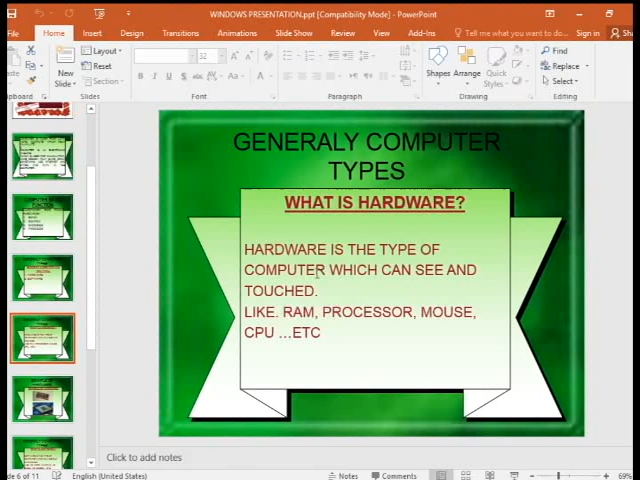 WINDOWS PRESENTATION.ppt [Compatibility Mode] - PowerPoint
File Home Insert Design Transitions Animations Slide Show Review View Add-Ins Tell me what you want to do... Sign in
Layout
Reset
Section
New Slide
32
Shapes Arrange Quick Styles
Find
Replace
Select
Slides Font Paragraph Drawing Editing
GENERALY COMPUTER
TYPES
WHAT IS HARDWARE?
HARDWARE IS THE TYPE OF
COMPUTER WHICH CAN SEE AND
TOUCHED.
LIKE. RAM, PROCESSOR, MOUSE,
CPU ...ETC
Click to add notes
de 6 of 11 English (United States) Notes Comments 69%